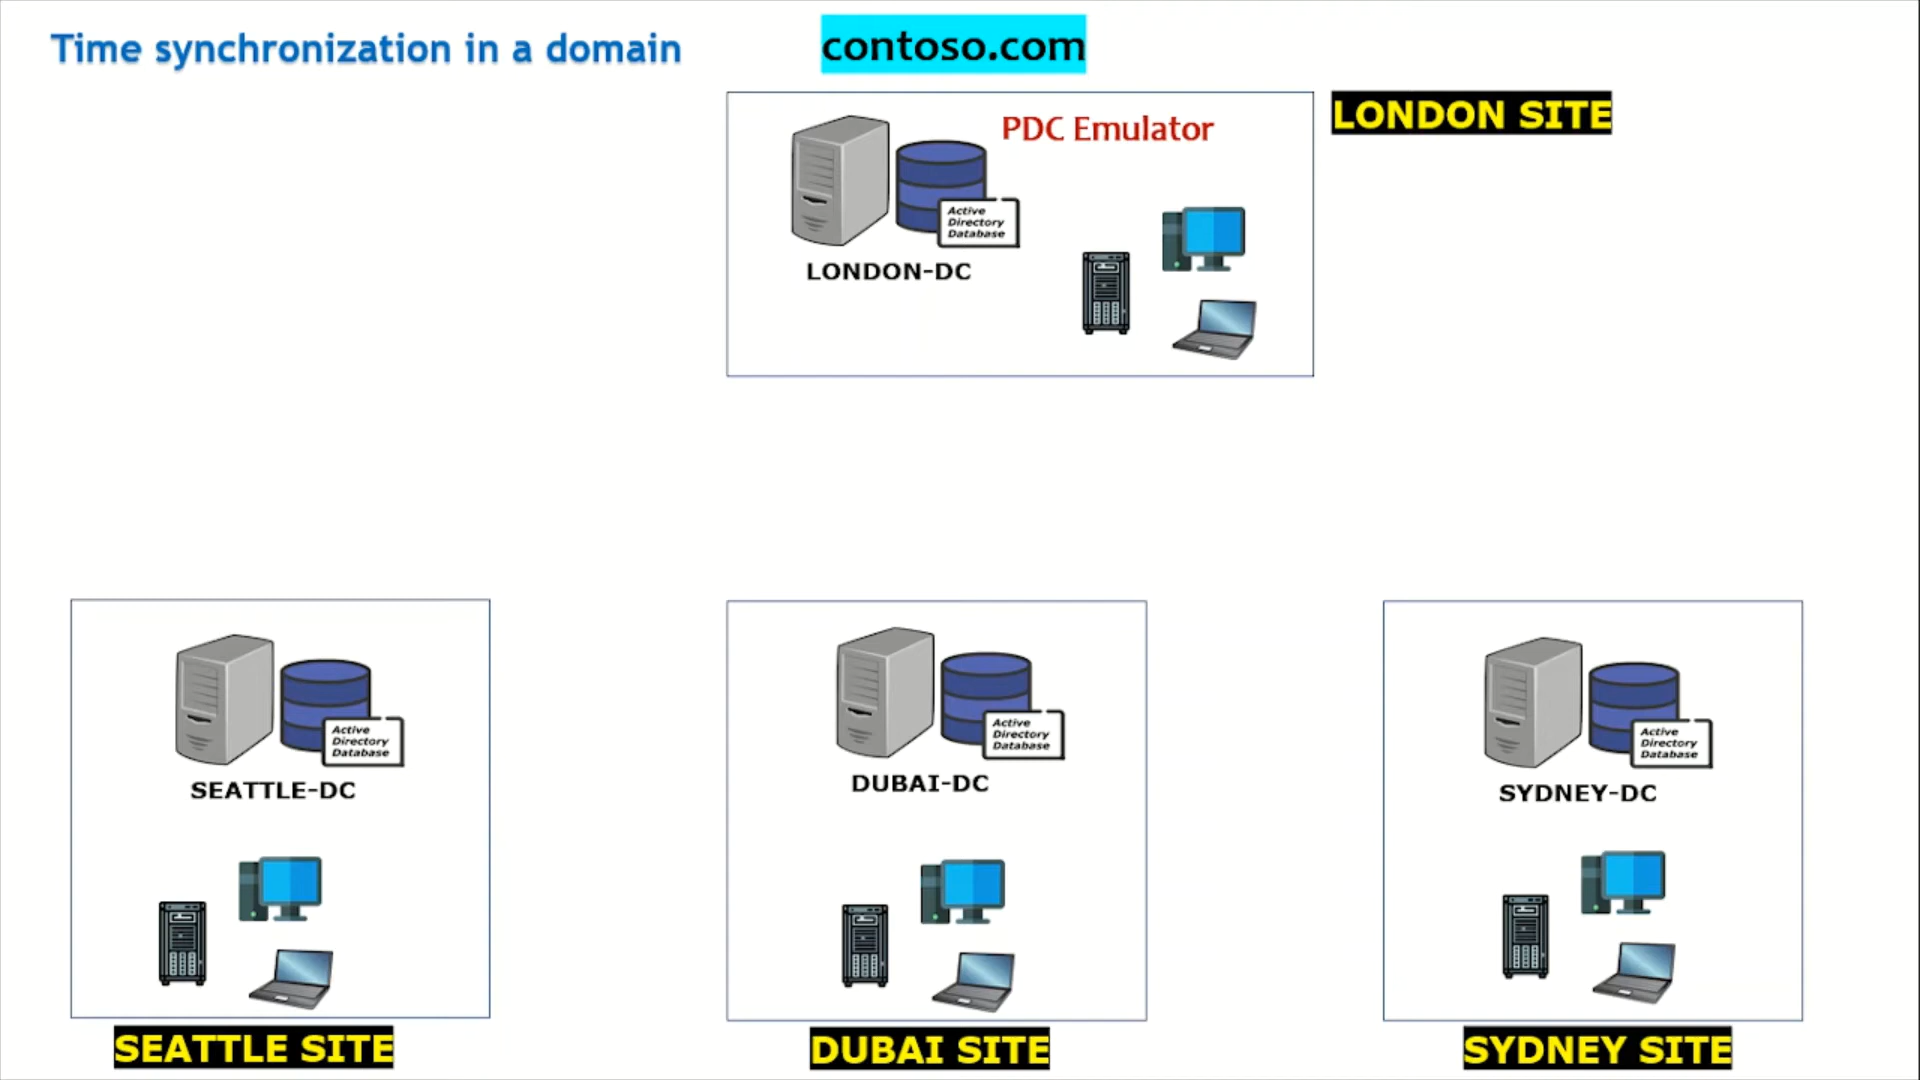 Time synchronization in a domain
contoso.com
LONDON SITE
PDC Emulator
Active
Directory
Database
LONDON-DC
Active
Directory
Database
SEATTLE-DC
SEATTLE SITE
Active
Directory
Database
DUBAI-DC
DUBAI SITE
Active
Directory
Database
SYDNEY-DC
SYDNEY SITE